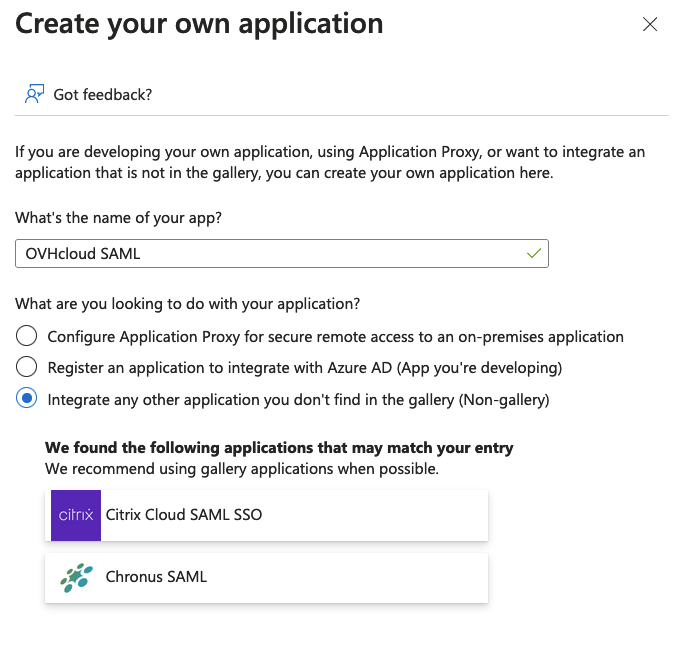 Create your own application
Got feedback?
If you are developing your own application, using Application Proxy, or want to integrate an
application that is not in the gallery, you can create your own application here.
What's the name of your app?
OVHcloud SAML
What are you looking to do with your application?
Configure Application Proxy for secure remote access to an on-premises application
Register an application to integrate with Azure AD (App you're developing)
Integrate any other application you don't find in the gallery (Non-gallery)
We found the following applications that may match your entry
We recommend using gallery applications when possible.
citrix Citrix Cloud SAML SSO
Chronus SAML